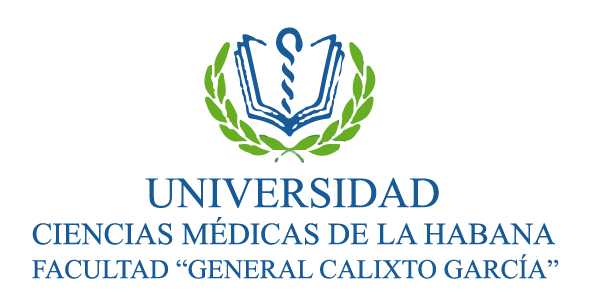 UNIVERSIDAD
CIENCIAS MÉDICAS DE LA HABANA
FACULTAD “GENERAL CALIXTO GARCÍA”